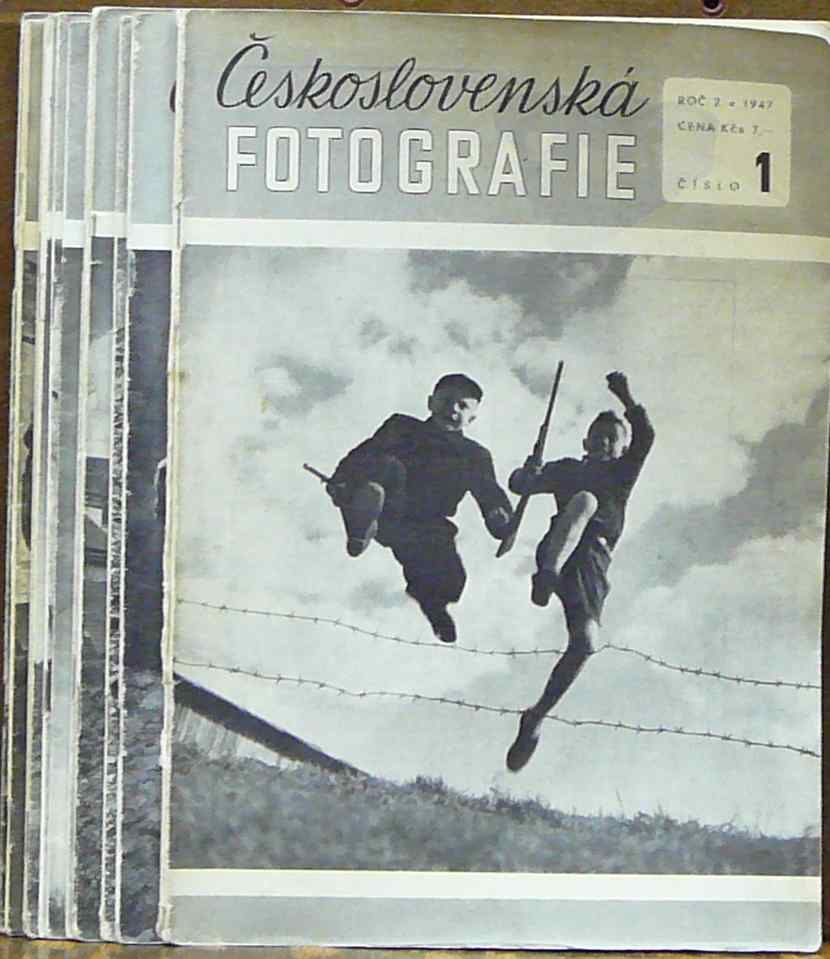 Československá
FOTOGRAFIE
ROČ 2 • 1947
CENA Kčs 7,–
ČÍSLO 1